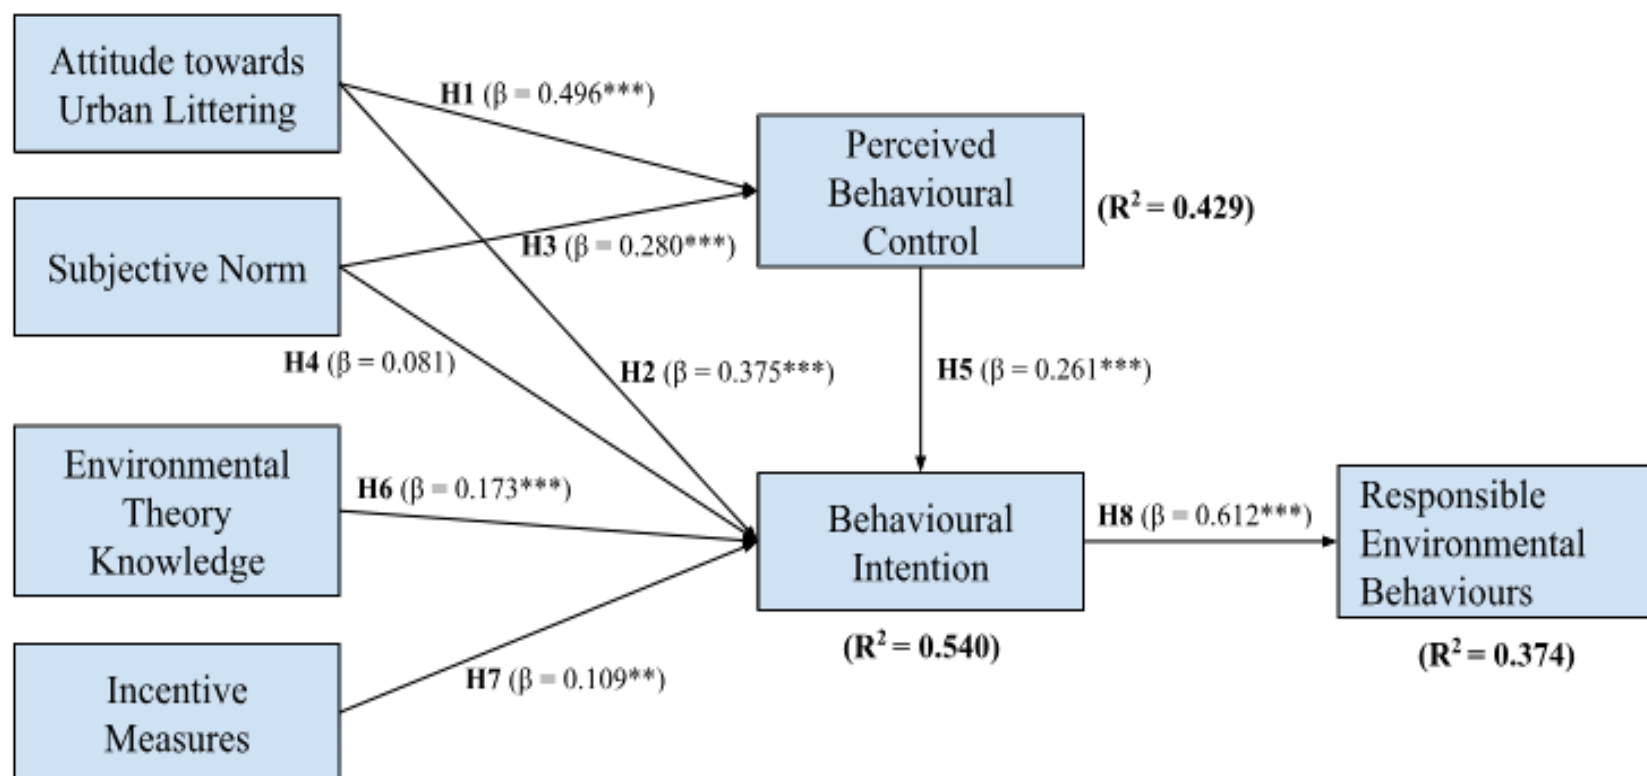 Attitude towards
Urban Littering
H1 (β = 0.496***)
Perceived
Behavioural
Control
(R² = 0.429)
Subjective Norm
H3 (β = 0.280***)
H4 (β = 0.081)
H2 (β = 0.375***)
H5 (β = 0.261***)
Environmental
Theory
Knowledge
H6 (β = 0.173***)
Behavioural
Intention
(R² = 0.540)
H8 (β = 0.612***)
Responsible
Environmental
Behaviours
(R² = 0.374)
Incentive
Measures
H7 (β = 0.109**)